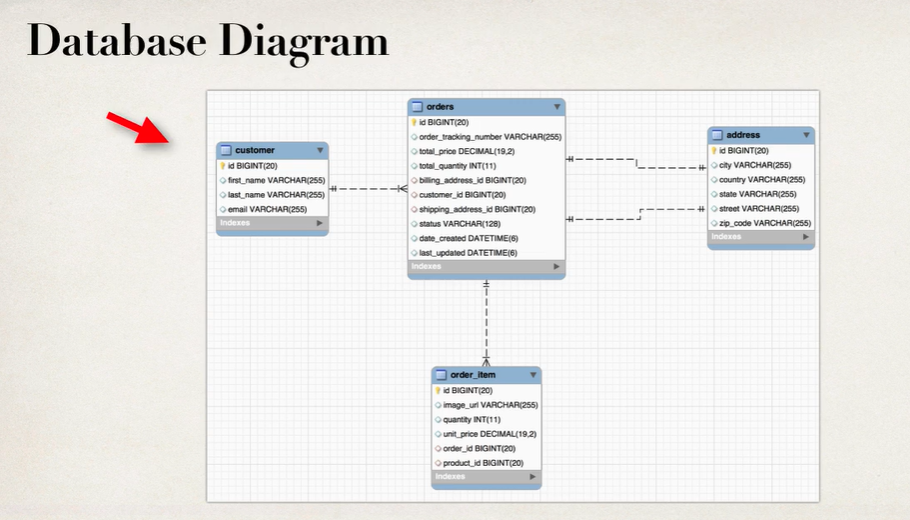 Database Diagram
customer
id BIGINT(20)
first_name VARCHAR(255)
last_name VARCHAR(255)
email VARCHAR(255)
Indexes
orders
id BIGINT(20)
order_tracking_number VARCHAR(255)
total_price DECIMAL(19,2)
total_quantity INT(11)
billing_address_id BIGINT(20)
customer_id BIGINT(20)
shipping_address_id BIGINT(20)
status VARCHAR(128)
date_created DATETIME(6)
last_updated DATETIME(6)
Indexes
address
id BIGINT(20)
city VARCHAR(255)
country VARCHAR(255)
state VARCHAR(255)
street VARCHAR(255)
zip_code VARCHAR(255)
Indexes
order_item
id BIGINT(20)
image_url VARCHAR(255)
quantity INT(11)
unit_price DECIMAL(19,2)
order_id BIGINT(20)
product_id BIGINT(20)
Indexes